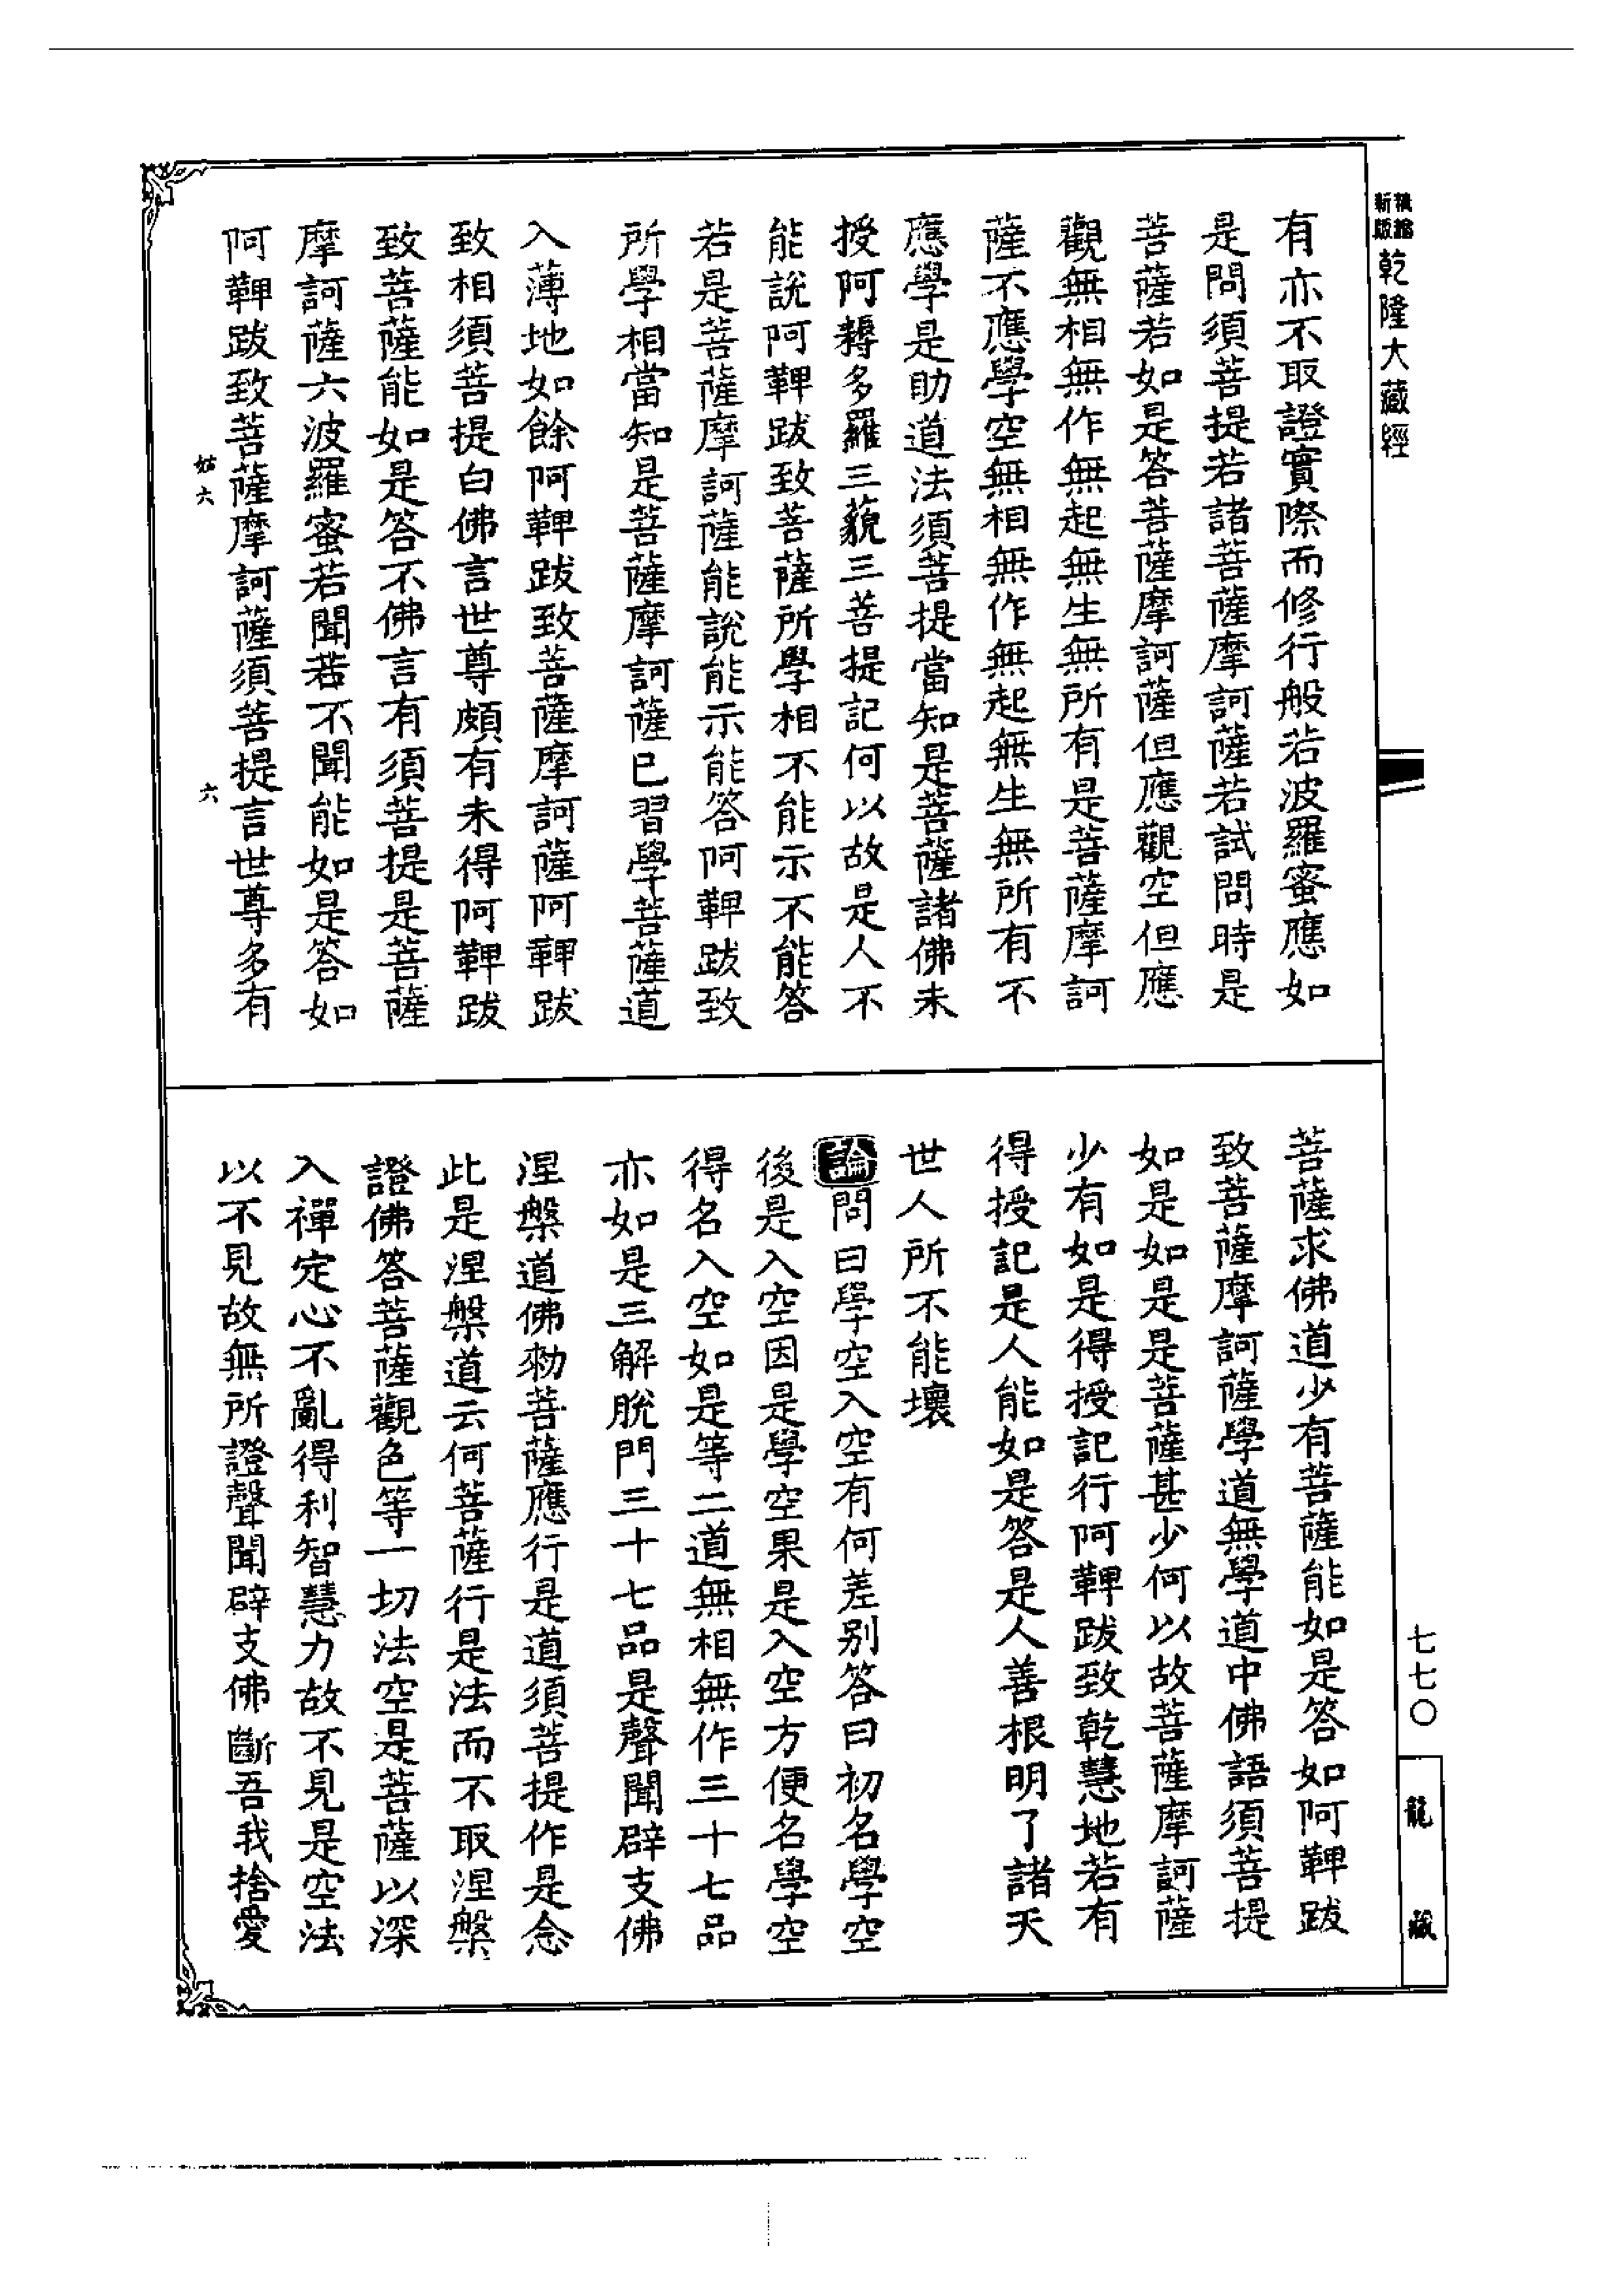 新版
乾隆大藏經
有亦不取證實際而修行般若波羅蜜應如
是問須菩提若諸菩薩摩訶薩若試問時是
菩薩若如是答菩薩摩訶薩但應觀空但應
觀無相無作無起無生無所有是菩薩摩訶
薩不應學空無相無作無起無生無所有不
應學是助道法須菩提當知是菩薩諸佛未
授阿耨多羅三藐三菩提記何以故是人不
能說阿鞞跋致菩薩所學相不能示不能答
若是菩薩摩訶薩能說能示能答阿鞞跋致
所學相當知是菩薩摩訶薩已習學菩薩道
入薄地如餘阿鞞跋致菩薩摩訶薩阿鞞跋
致相須菩提白佛言世尊頗有未得阿鞞跋
致菩薩能如是答不佛言有須菩提是菩薩
摩訶薩六波羅蜜若聞若不聞能如是答如
阿鞞跋致菩薩摩訶薩須菩提言世尊多有
姑六
六
菩薩求佛道少有菩薩能如是答如阿鞞跋
致菩薩摩訶薩學道無學道中佛語須菩提
如是如是是菩薩甚少何以故菩薩摩訶薩
少有如是得授記行阿鞞跋致乾慧地若有
得授記是人能如是答是人善根明了諸天
世人所不能壞
論問曰學空入空有何差別答曰初名學空
後是入空因是學空果是入空方便名學空
得名入空如是等二道無相無作三十七品
亦如是三解脫門三十七品是聲聞辟支佛
涅槃道佛勑菩薩應行是道須菩提作是念
此是涅槃道云何菩薩行是法而不取涅槃
證佛答菩薩觀色等一切法空是菩薩以深
入禪定心不亂得利智慧力故不見是空法
以不見故無所證聲聞辟支佛斷吾我捨愛
七七〇
龍藏